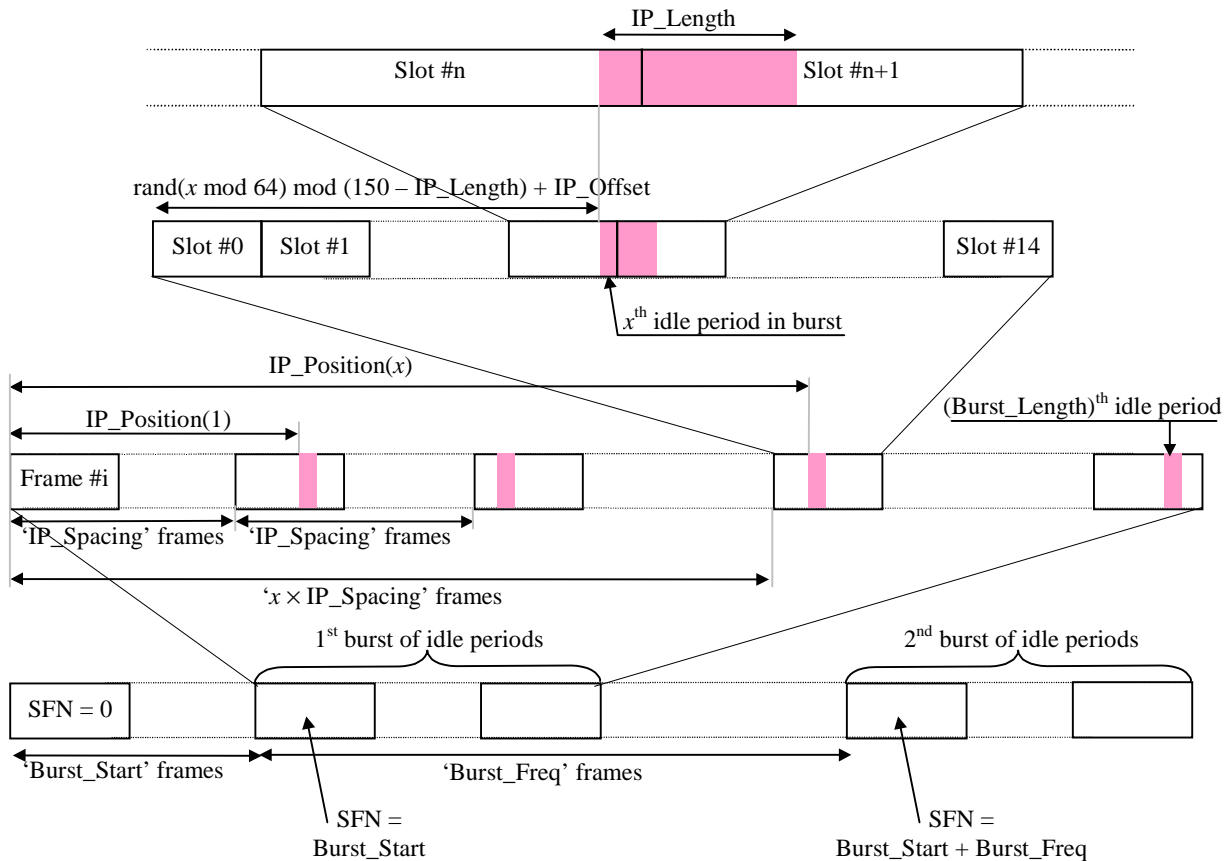 IP_Length
Slot #n
Slot #n+1
rand(x mod 64) mod (150 – IP_Length) + IP_Offset
Slot #0
Slot #1
Slot #14
xth idle period in burst
IP_Position(x)
(Burst_Length)th idle period
IP_Position(1)
Frame #i
‘IP_Spacing’ frames
‘IP_Spacing’ frames
‘x × IP_Spacing’ frames
1st burst of idle periods
2nd burst of idle periods
SFN = 0
‘Burst_Start’ frames
‘Burst_Freq’ frames
SFN =
Burst_Start
SFN =
Burst_Start + Burst_Freq